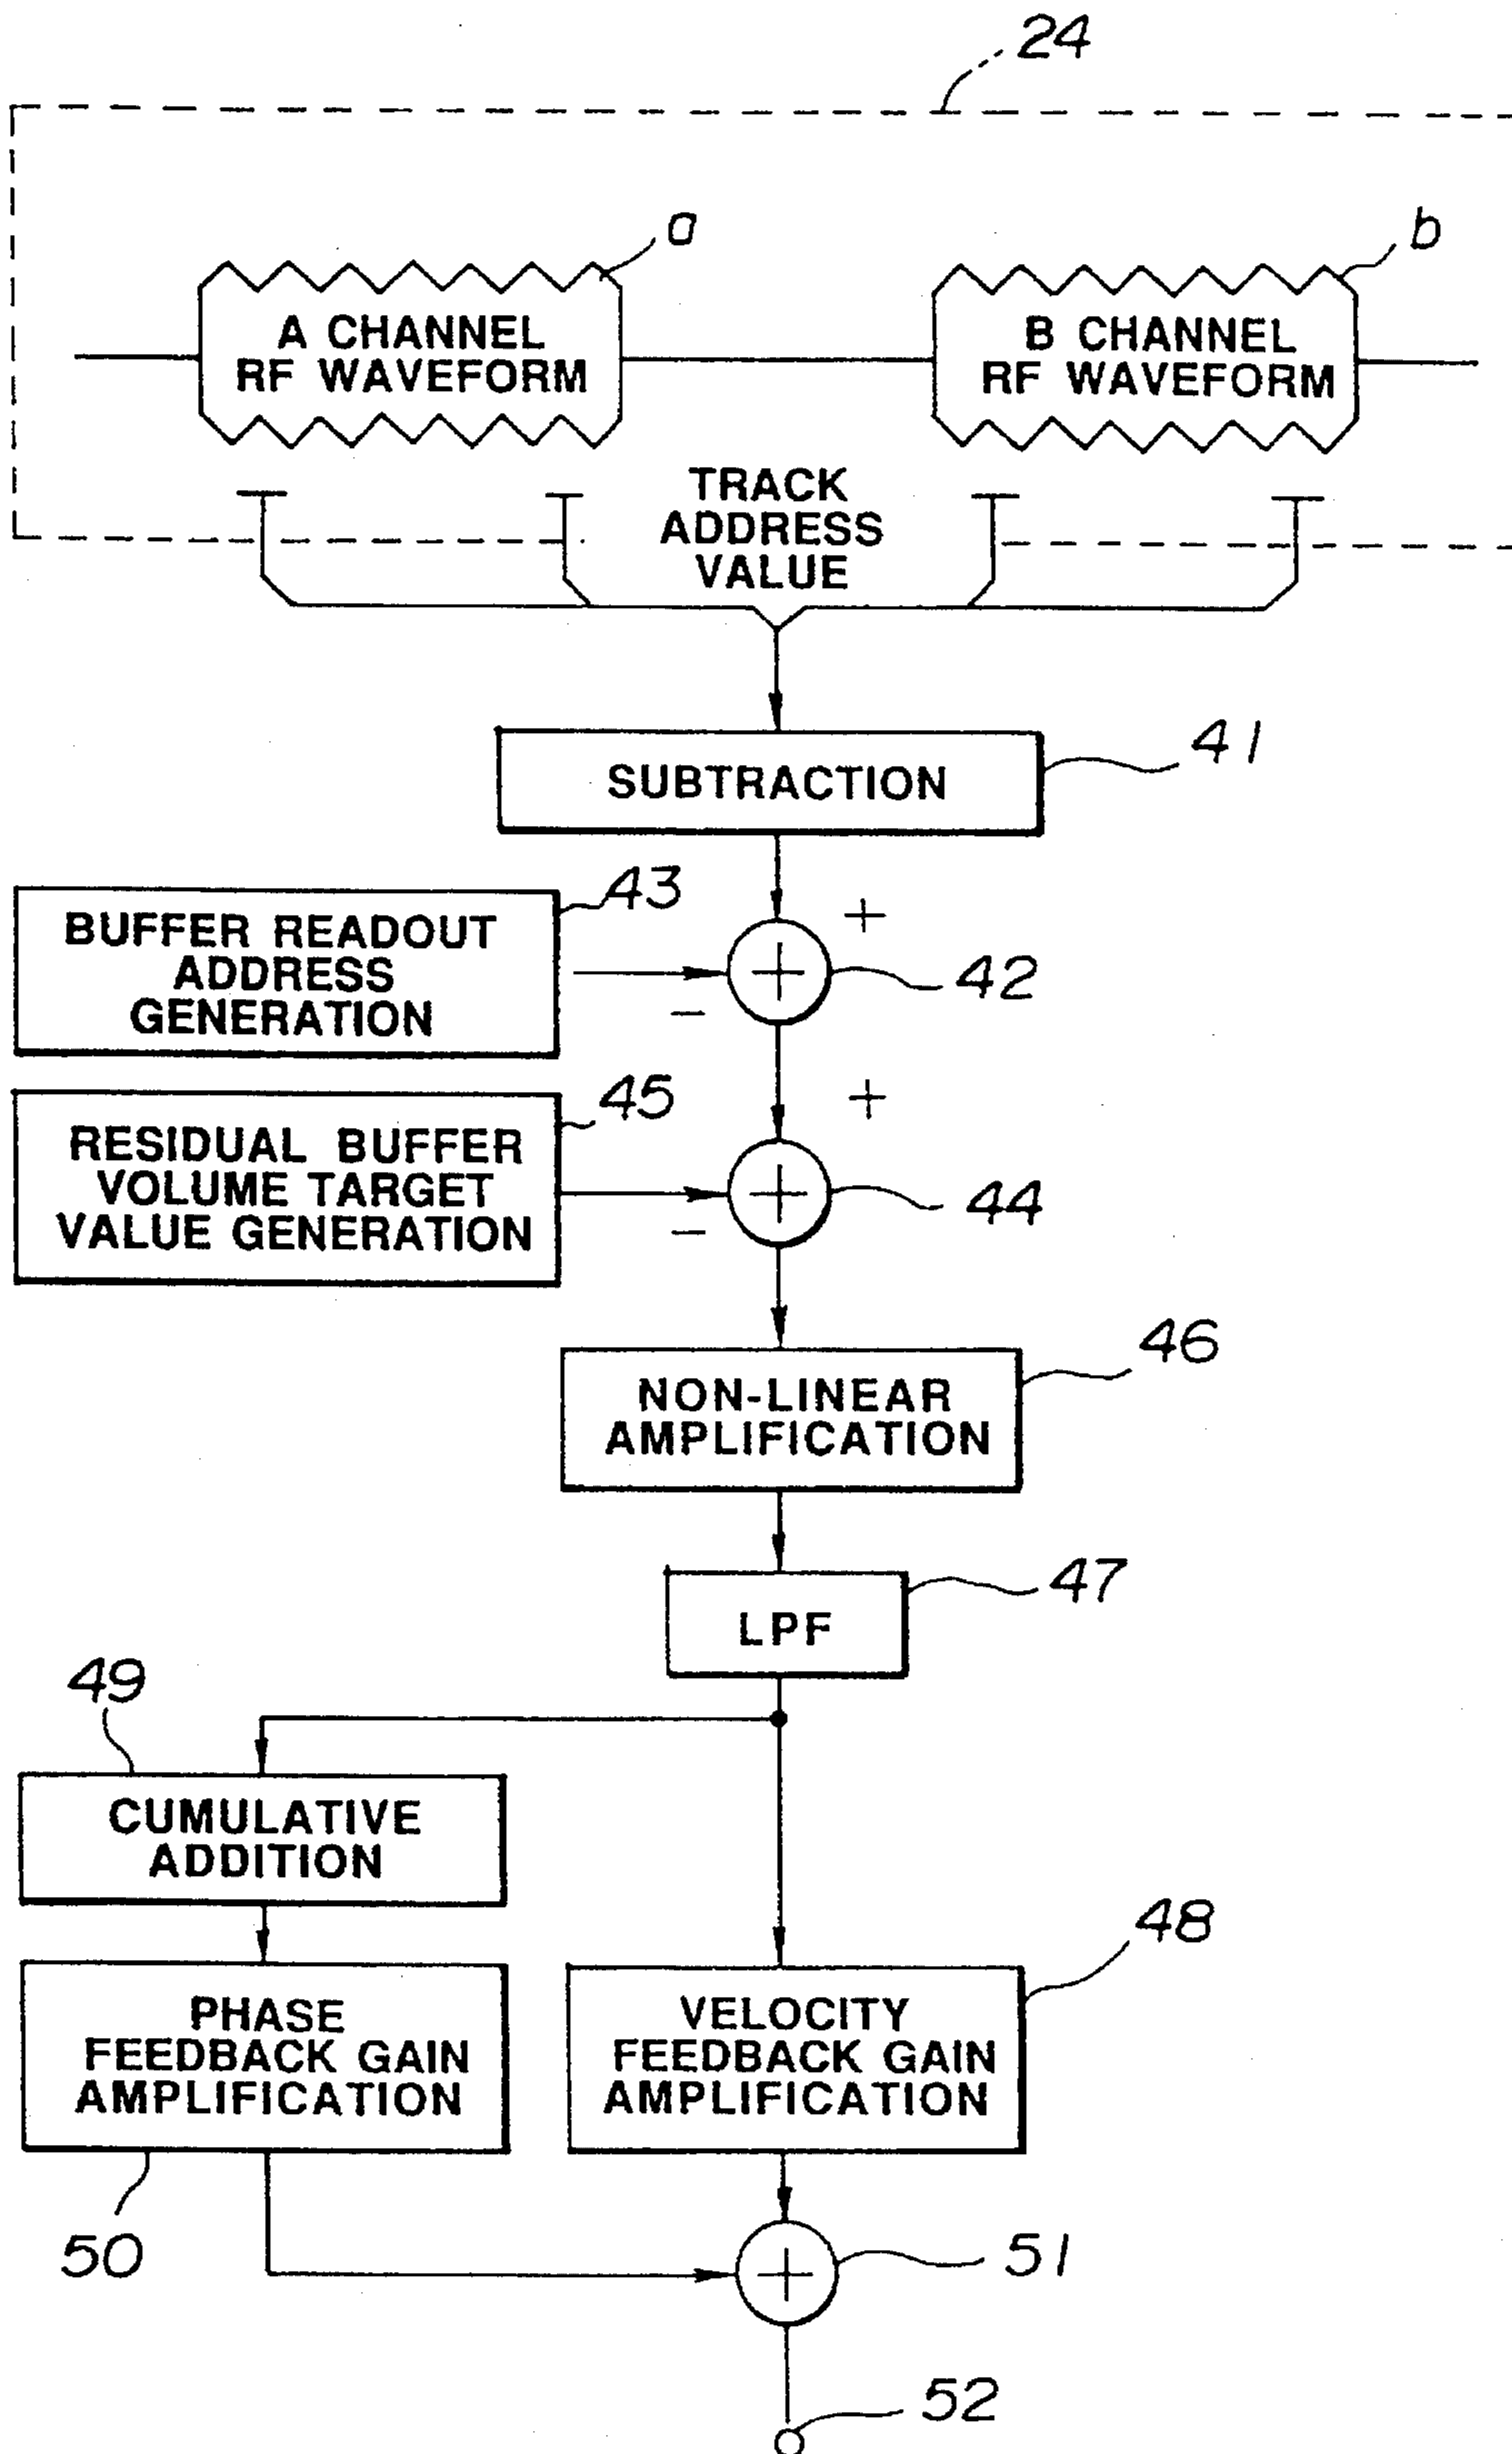 24
a
b
A CHANNEL
RF WAVEFORM
B CHANNEL
RF WAVEFORM
TRACK
ADDRESS
VALUE
41
SUBTRACTION
43
BUFFER READOUT
ADDRESS
GENERATION
+
+
42
−
45
RESIDUAL BUFFER
VOLUME TARGET
VALUE GENERATION
+
+
44
−
46
NON-LINEAR
AMPLIFICATION
47
LPF
49
CUMULATIVE
ADDITION
48
PHASE
FEEDBACK GAIN
AMPLIFICATION
VELOCITY
FEEDBACK GAIN
AMPLIFICATION
50
+
51
52